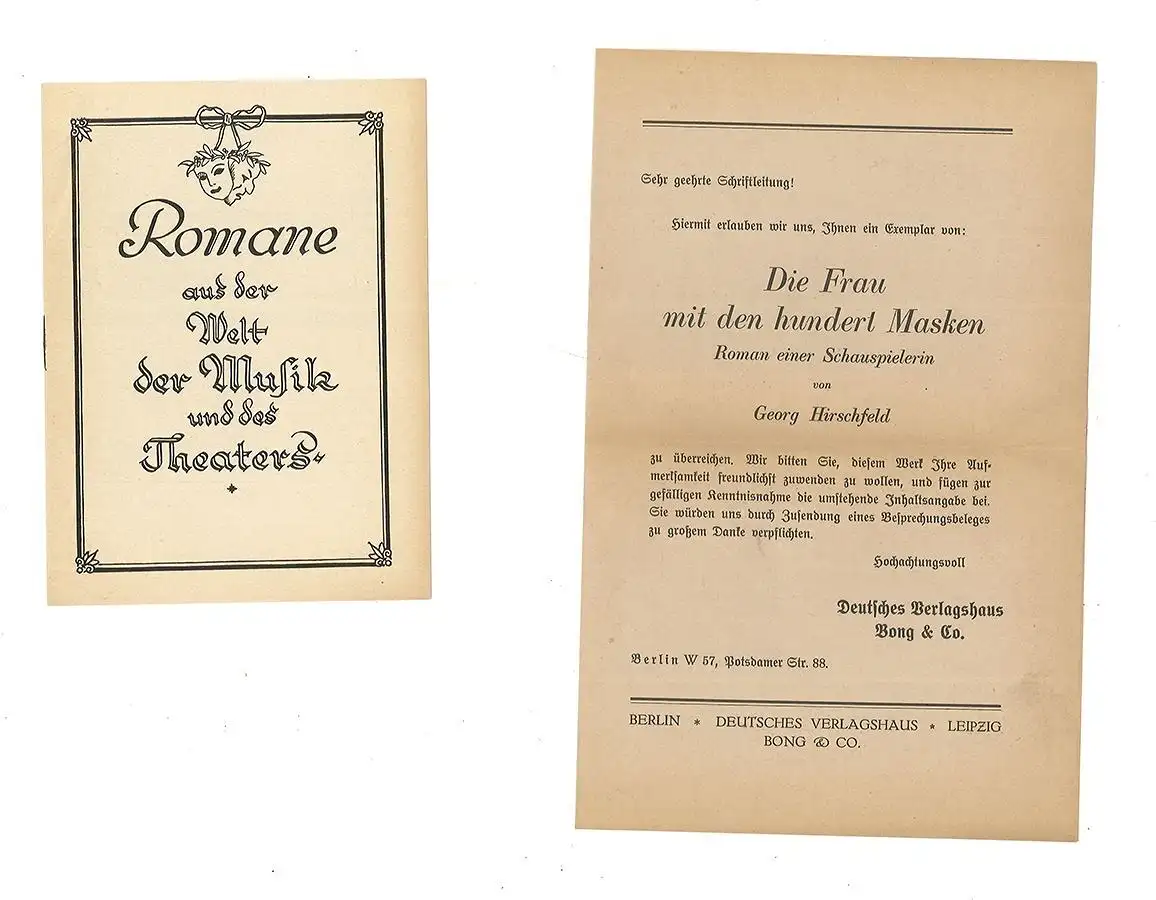 Romane
aus der
Welt
der Musik
und des
Theaters.
Sehr geehrte Schriftleitung!
Hiermit erlauben wir uns, Ihnen ein Exemplar von:
Die Frau
mit den hundert Masken
Roman einer Schauspielerin
von
Georg Hirschfeld
zu überreichen. Wir bitten Sie, diesem Werk Ihre Auf-
merksamkeit freundlichst zuwenden zu wollen, und fügen zur
gefälligen Kenntnisnahme die umstehende Inhaltsangabe bei.
Sie würden uns durch Zusendung eines Besprechungsbeleges
zu großem Danke verpflichten.
Hochachtungsvoll
Deutsches Verlagshaus
Bong & Co.
Berlin W 57, Potsdamer Str. 88.
BERLIN * DEUTSCHES VERLAGSHAUS * LEIPZIG
BONG & CO.